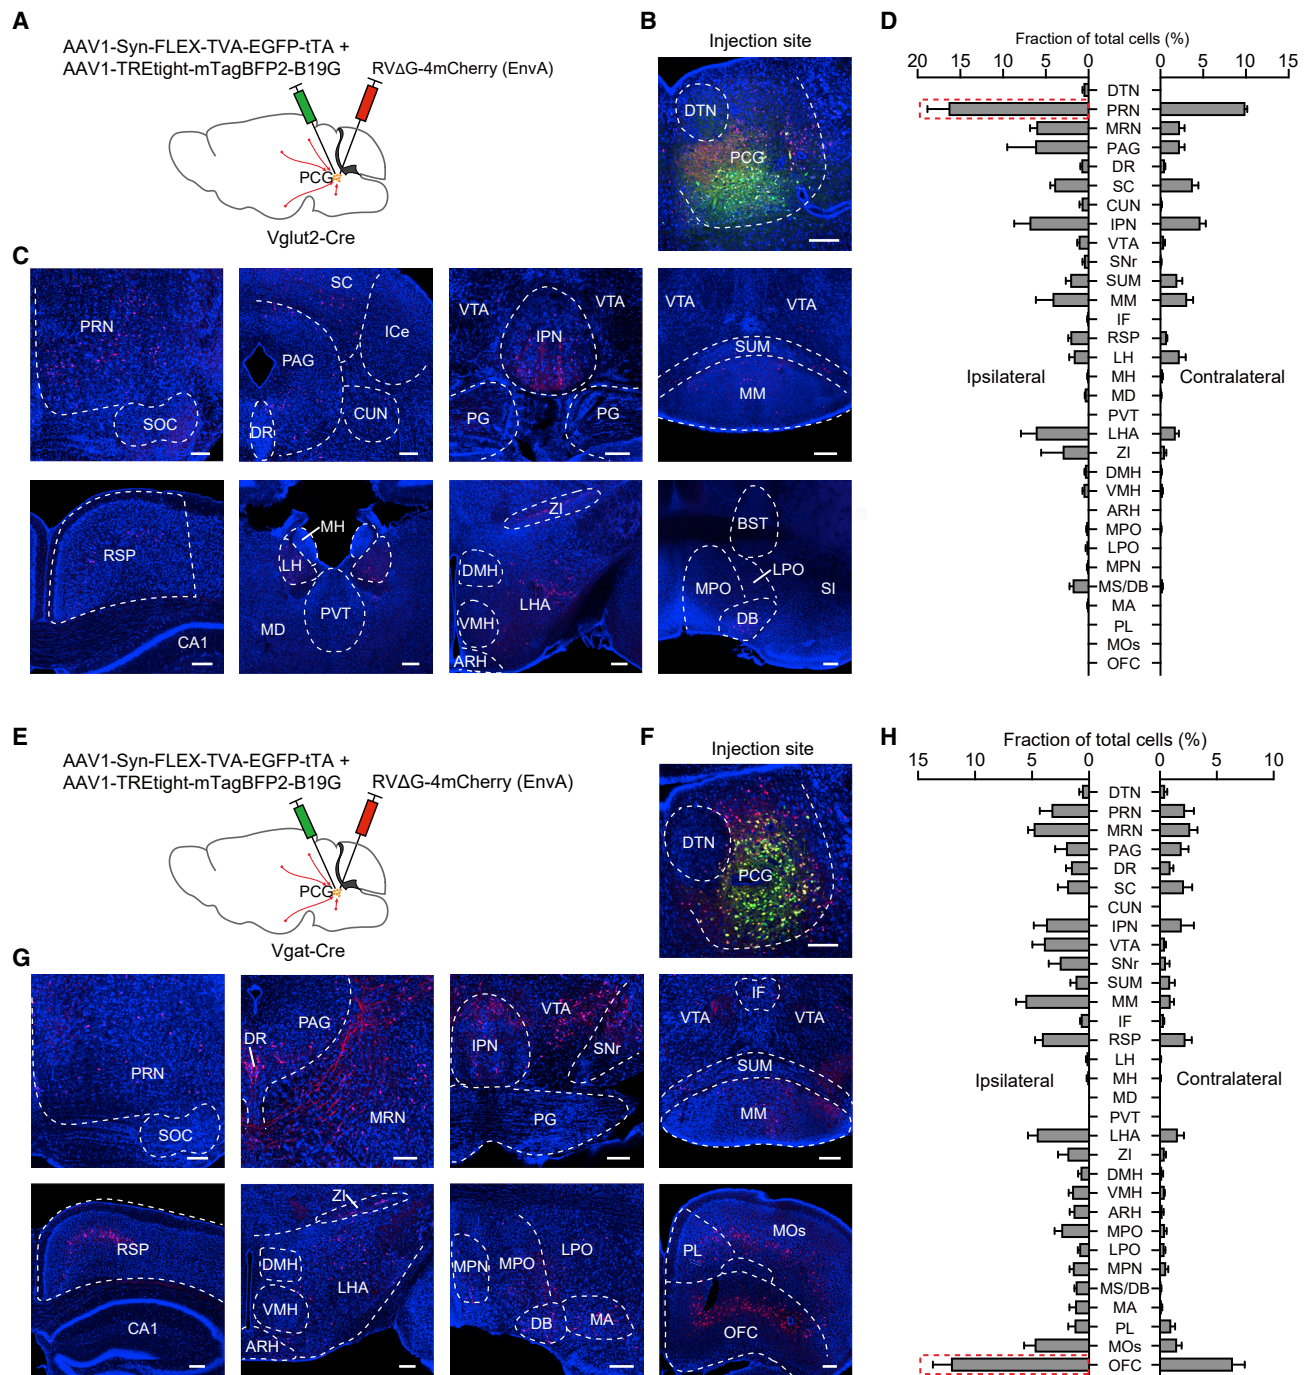 A
AAV1-Syn-FLEX-TVA-EGFP-tTA +
AAV1-TREtight-mTagBFP2-B19G
RVΔG-4mCherry (EnvA)
PCG
Vglut2-Cre
B
Injection site
DTN
PCG
C
PRN
SOC
SC
ICe
PAG
CUN
DR
VTA
VTA
IPN
PG
PG
VTA
VTA
SUM
MM
RSP
CA1
MH
LH
PVT
MD
ZI
DMH
LHA
VMH
ARH
BST
LPO
MPO
SI
DB
D
Fraction of total cells (%)
20 15 10 5 0 0 5 10 15
DTN
PRN
MRN
PAG
DR
SC
CUN
IPN
VTA
SNr
SUM
MM
IF
RSP
LH
Ipsilateral MH Contralateral
MD
PVT
LHA
ZI
DMH
VMH
ARH
MPO
LPO
MPN
MS/DB
MA
PL
MOs
OFC
E
AAV1-Syn-FLEX-TVA-EGFP-tTA +
AAV1-TREtight-mTagBFP2-B19G
RVΔG-4mCherry (EnvA)
PCG
Vgat-Cre
F
Injection site
DTN
PCG
G
PRN
SOC
PAG
DR
MRN
VTA
IPN
SNr
PG
IF
VTA
VTA
SUM
MM
RSP
CA1
ZI
DMH
LHA
VMH
ARH
LPO
MPN
MPO
DB
MA
MOs
PL
OFC
H
Fraction of total cells (%)
15 10 5 0 0 5 10
DTN
PRN
MRN
PAG
DR
SC
CUN
IPN
VTA
SNr
SUM
MM
IF
RSP
LH
Ipsilateral MH Contralateral
MD
PVT
LHA
ZI
DMH
VMH
ARH
MPO
LPO
MPN
MS/DB
MA
PL
MOs
OFC